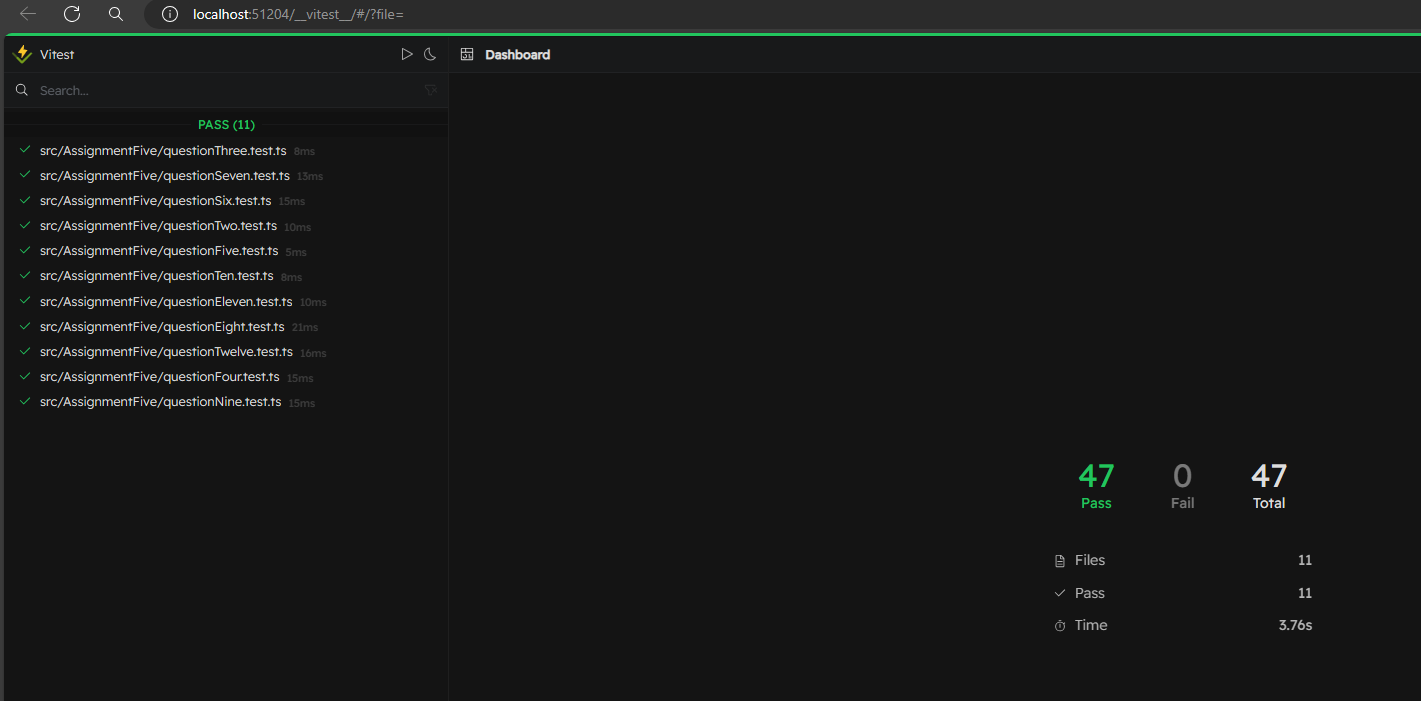 localhost:51204/__vitest__/#/?file=
Vitest
Dashboard
Search...
PASS (11)
src/AssignmentFive/questionThree.test.ts 8ms
src/AssignmentFive/questionSeven.test.ts 13ms
src/AssignmentFive/questionSix.test.ts 15ms
src/AssignmentFive/questionTwo.test.ts 10ms
src/AssignmentFive/questionFive.test.ts 5ms
src/AssignmentFive/questionTen.test.ts 8ms
src/AssignmentFive/questionEleven.test.ts 10ms
src/AssignmentFive/questionEight.test.ts 21ms
src/AssignmentFive/questionTwelve.test.ts 16ms
src/AssignmentFive/questionFour.test.ts 15ms
src/AssignmentFive/questionNine.test.ts 15ms
47 0 47
Pass Fail Total
Files 11
Pass 11
Time 3.76s